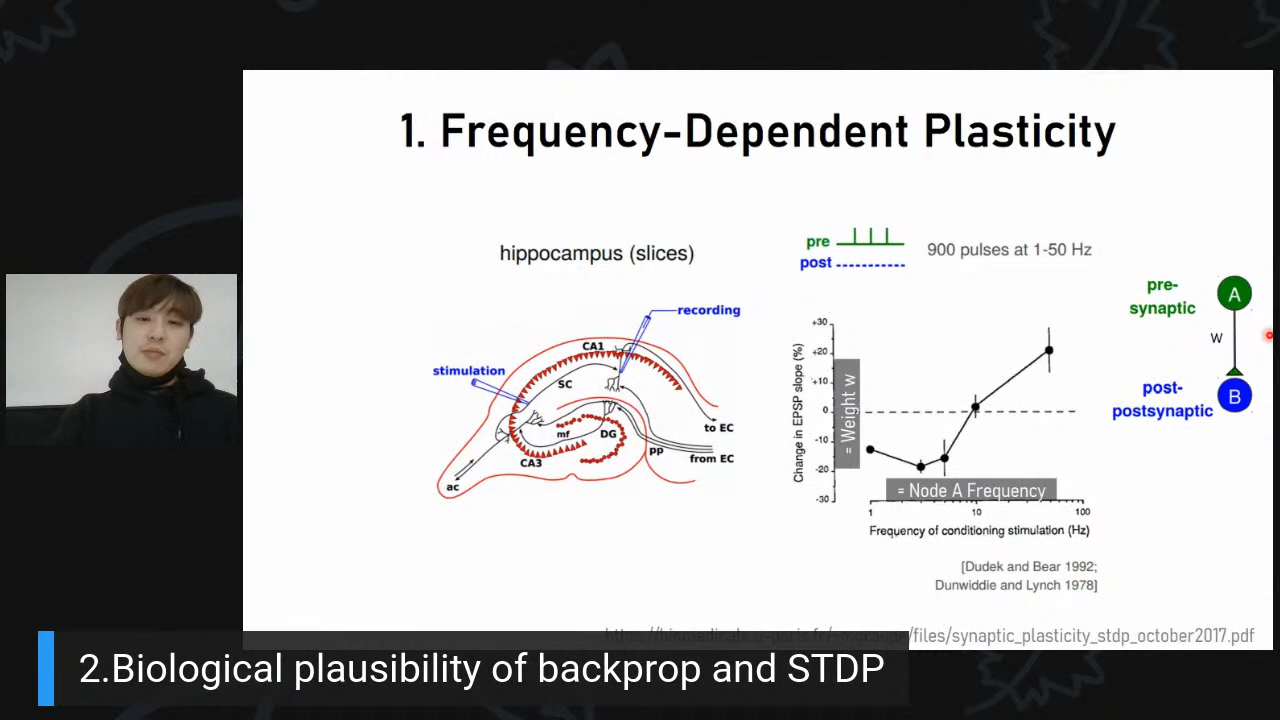 1. Frequency-Dependent Plasticity
hippocampus (slices)
pre
post
900 pulses at 1-50 Hz
recording
stimulation
CA1
SC
mf
DG
CA3
pp
to EC
from EC
ac
Change in EPSP slope (%)
+30
+20
+10
0
-10
-20
-30
= Weight w
= Node A Frequency
1
10
100
Frequency of conditioning stimulation (Hz)
pre-
synaptic
A
W
post-
postsynaptic
B
[Dudek and Bear 1992;
Dunwiddie and Lynch 1978]
/files/synaptic_plasticity_stdp_october2017.pdf
2.Biological plausibility of backprop and STDP